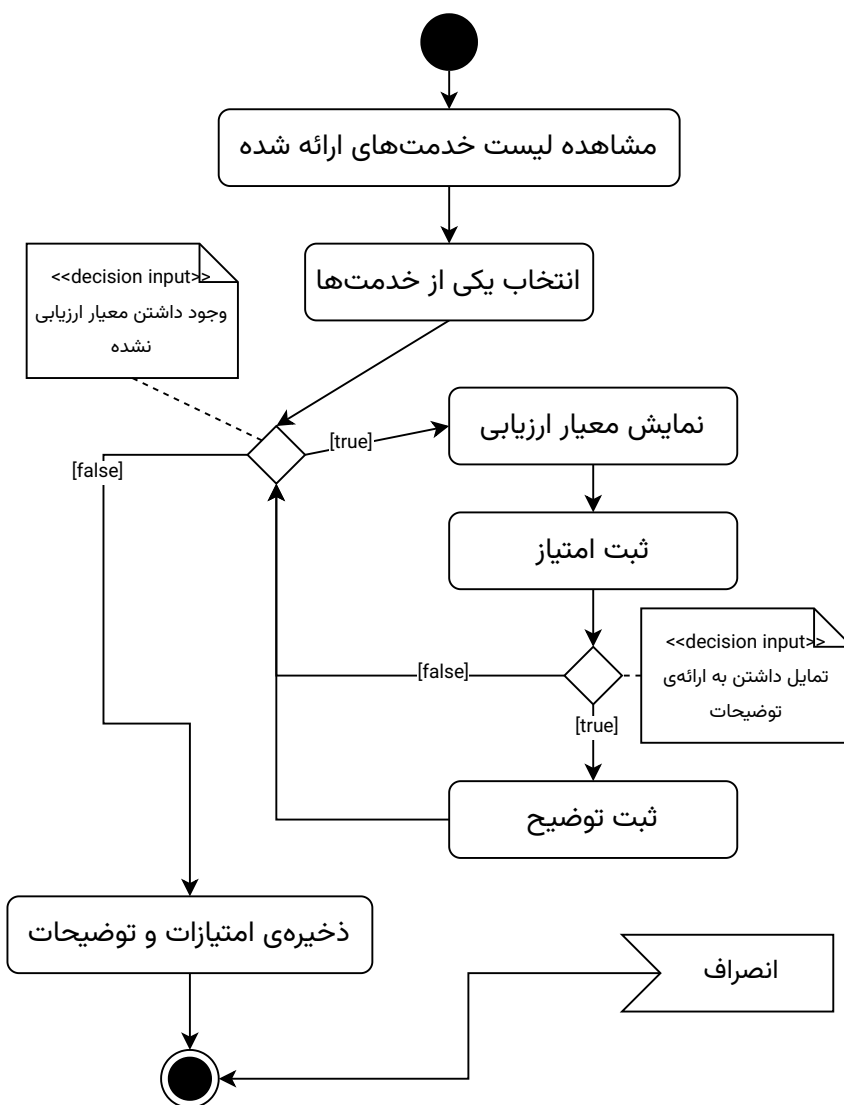 مشاهده لیست خدمت‌های ارائه شده
انتخاب یکی از خدمت‌ها
<<decision input>>
وجود داشتن معیار ارزیابی
نشده
[true]
نمایش معیار ارزیابی
[false]
ثبت امتیاز
<<decision input>>
تمایل داشتن به ارائه‌ی
توضیحات
[false]
[true]
ثبت توضیح
ذخیره‌ی امتیازات و توضیحات
انصراف